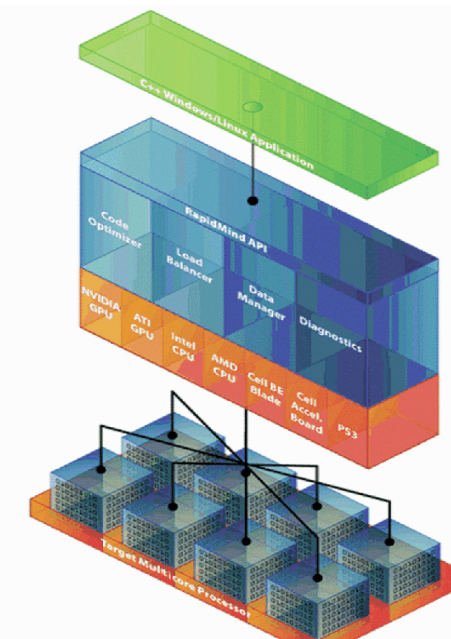 C++ Windows/Linux Application
RapidMind API
Code
Optimizer
Load
Balancer
Data
Manager
Diagnostics
NVIDIA
GPU
ATI
GPU
Intel
CPU
AMD
CPU
Cell BE
Blade
Cell
Accel.
Board
PS3
Target Multicore Processor